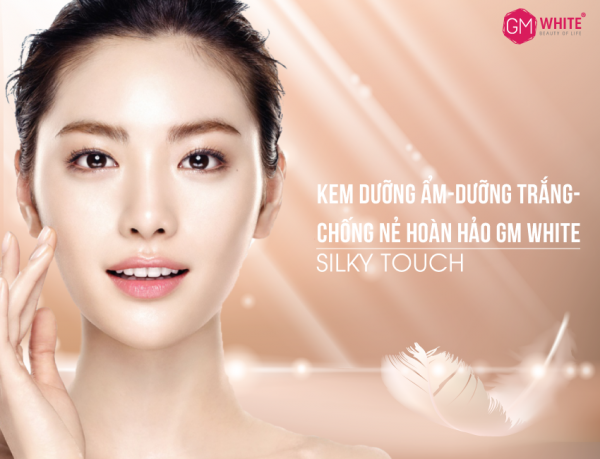 GM WHITE®
BEAUTY OF LIFE
KEM DƯỠNG ẨM-DƯỠNG TRẮNG-
CHỐNG NẺ HOÀN HẢO GM WHITE
SILKY TOUCH